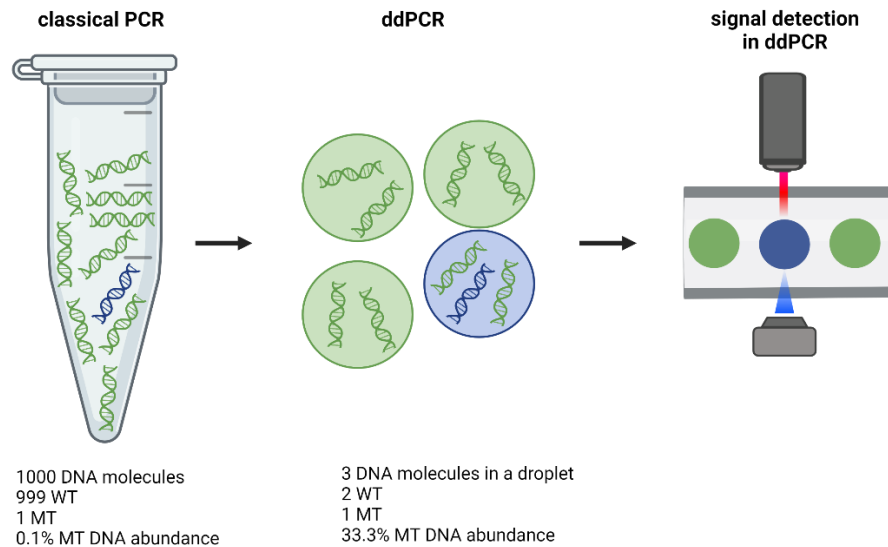 classical PCR
ddPCR
signal detection
in ddPCR
1000 DNA molecules
999 WT
1 MT
0.1% MT DNA abundance
3 DNA molecules in a droplet
2 WT
1 MT
33.3% MT DNA abundance